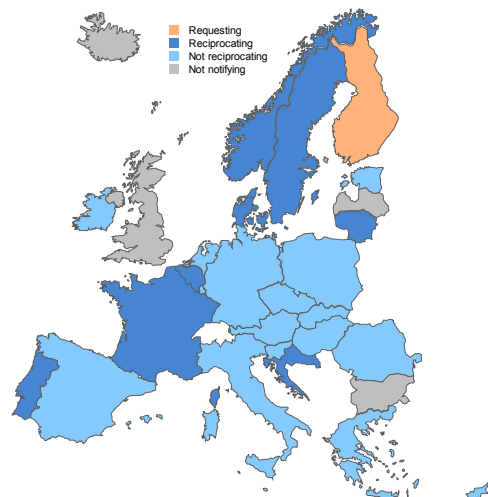 Requesting
Reciprocating
Not reciprocating
Not notifying